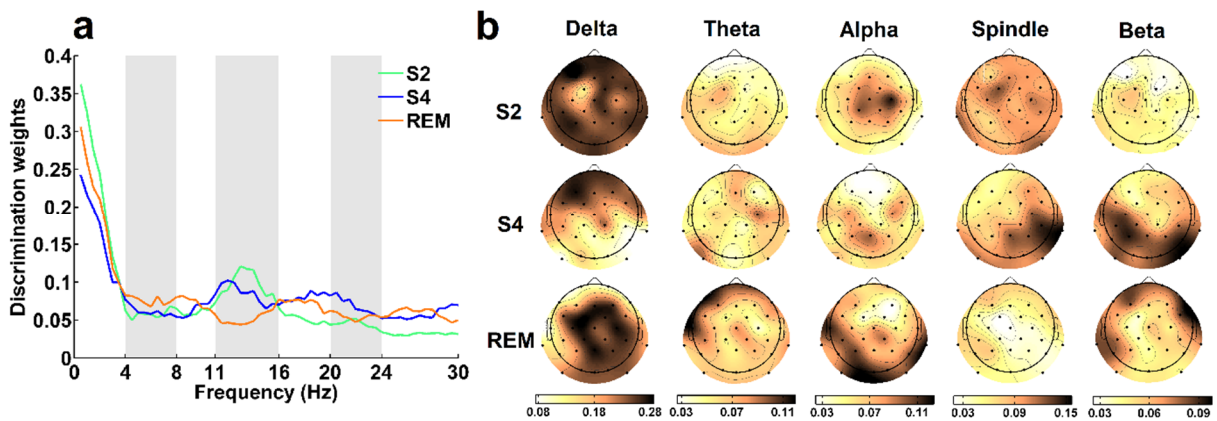 a
Discrimination weights
0.4
0.35
0.3
0.25
0.2
0.15
0.1
0.05
0
0 4 8 11 16 20 24 30
Frequency (Hz)
S2
S4
REM
b
Delta Theta Alpha Spindle Beta
S2
S4
REM
0.08 0.18 0.28 0.03 0.07 0.11 0.03 0.07 0.11 0.03 0.09 0.15 0.03 0.06 0.09